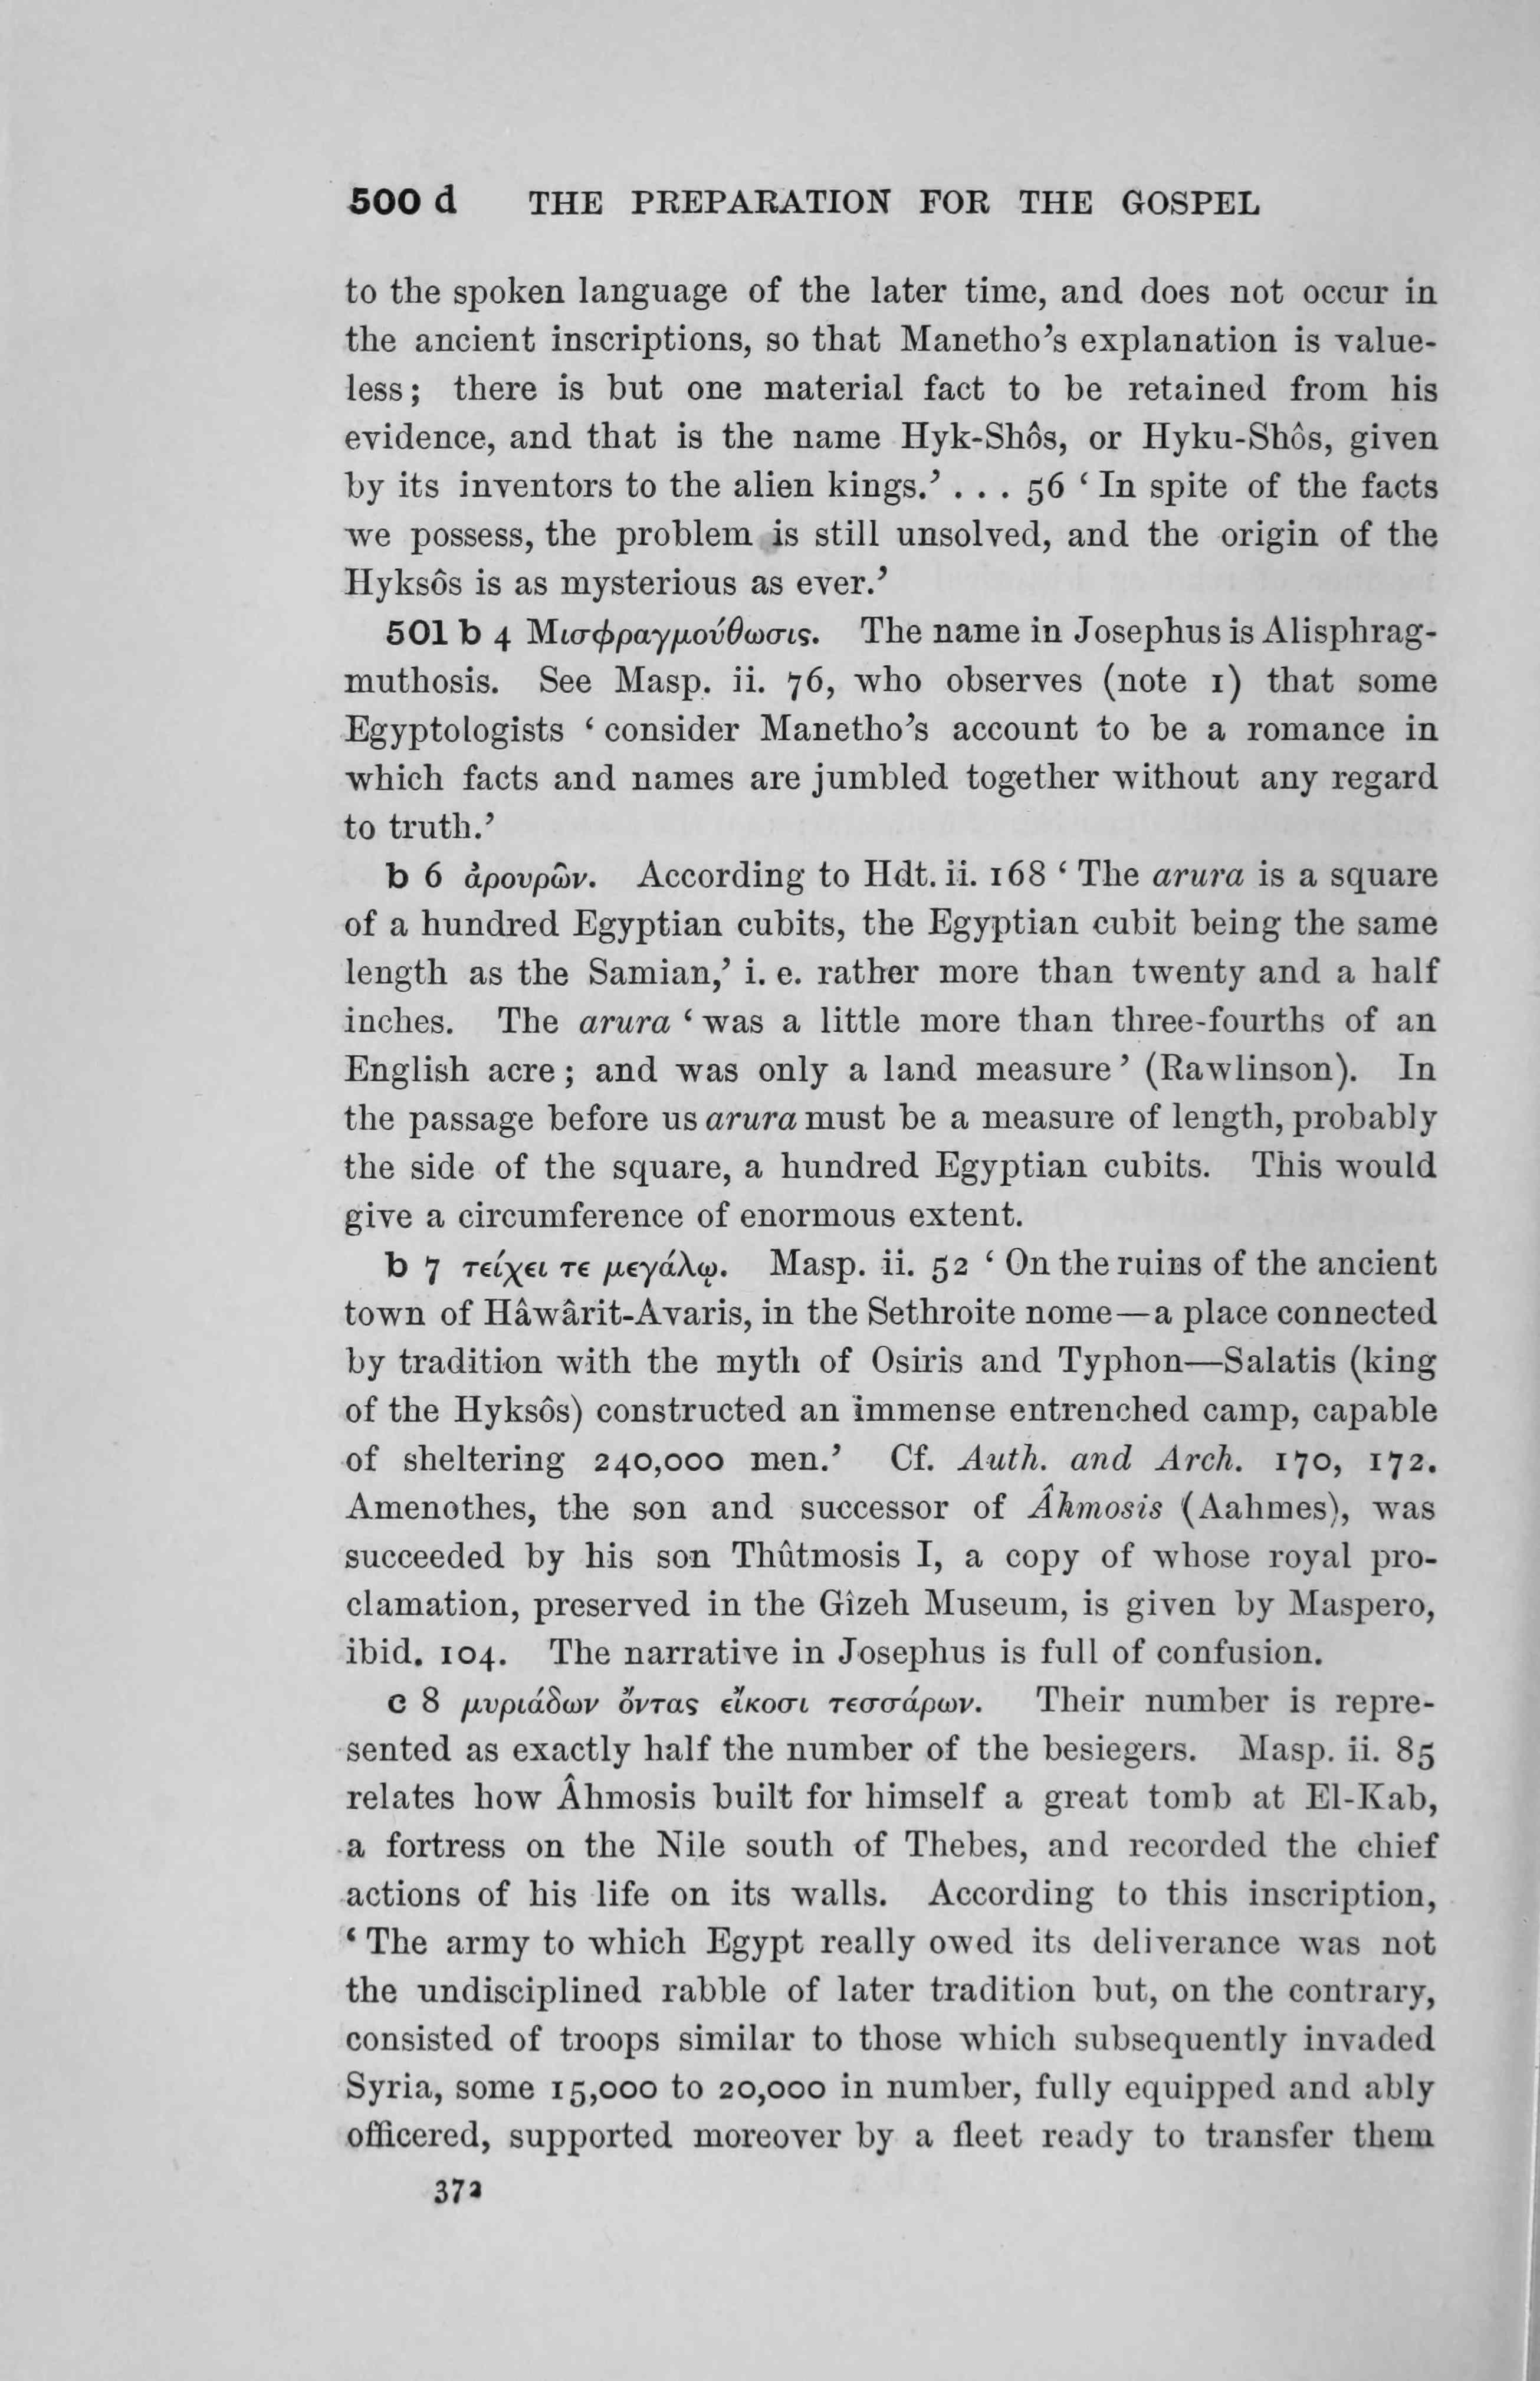 500 d THE PREPARATION FOR THE GOSPEL
to the spoken language of the later time, and does not occur in
the ancient inscriptions, so that Manetho’s explanation is value-
less; there is but one material fact to be retained from his
evidence, and that is the name Hyk-Shôs, or Hyku-Shôs, given
by its inventors to the alien kings.’ . . . 56 ‘ In spite of the facts
we possess, the problem is still unsolved, and the origin of the
Hyksôs is as mysterious as ever.’
501 b 4 Μισφραγμούθωσις. The name in Josephus is Alisphrag-
muthosis. See Masp. ii. 76, who observes (note 1) that some
Egyptologists ‘ consider Manetho’s account to be a romance in
which facts and names are jumbled together without any regard
to truth.’
b 6 ἀρουρῶν. According to Hdt. ii. 168 ‘ The arura is a square
of a hundred Egyptian cubits, the Egyptian cubit being the same
length as the Samian,’ i. e. rather more than twenty and a half
inches. The arura ‘ was a little more than three-fourths of an
English acre; and was only a land measure’ (Rawlinson). In
the passage before us arura must be a measure of length, probably
the side of the square, a hundred Egyptian cubits. This would
give a circumference of enormous extent.
b 7 τείχει τε μεγάλῳ. Masp. ii. 52 ‘ On the ruins of the ancient
town of Hâwârit-Avaris, in the Sethroite nome—a place connected
by tradition with the myth of Osiris and Typhon—Salatis (king
of the Hyksôs) constructed an immense entrenched camp, capable
of sheltering 240,000 men.’ Cf. Auth. and Arch. 170, 172.
Amenothes, the son and successor of Âhmosis (Aahmes), was
succeeded by his son Thûtmosis I, a copy of whose royal pro-
clamation, preserved in the Gîzeh Museum, is given by Maspero,
ibid. 104. The narrative in Josephus is full of confusion.
c 8 μυριάδων ὄντας εἴκοσι τεσσάρων. Their number is repre-
sented as exactly half the number of the besiegers. Masp. ii. 85
relates how Âhmosis built for himself a great tomb at El-Kab,
a fortress on the Nile south of Thebes, and recorded the chief
actions of his life on its walls. According to this inscription,
‘ The army to which Egypt really owed its deliverance was not
the undisciplined rabble of later tradition but, on the contrary,
consisted of troops similar to those which subsequently invaded
Syria, some 15,000 to 20,000 in number, fully equipped and ably
officered, supported moreover by a fleet ready to transfer them
372